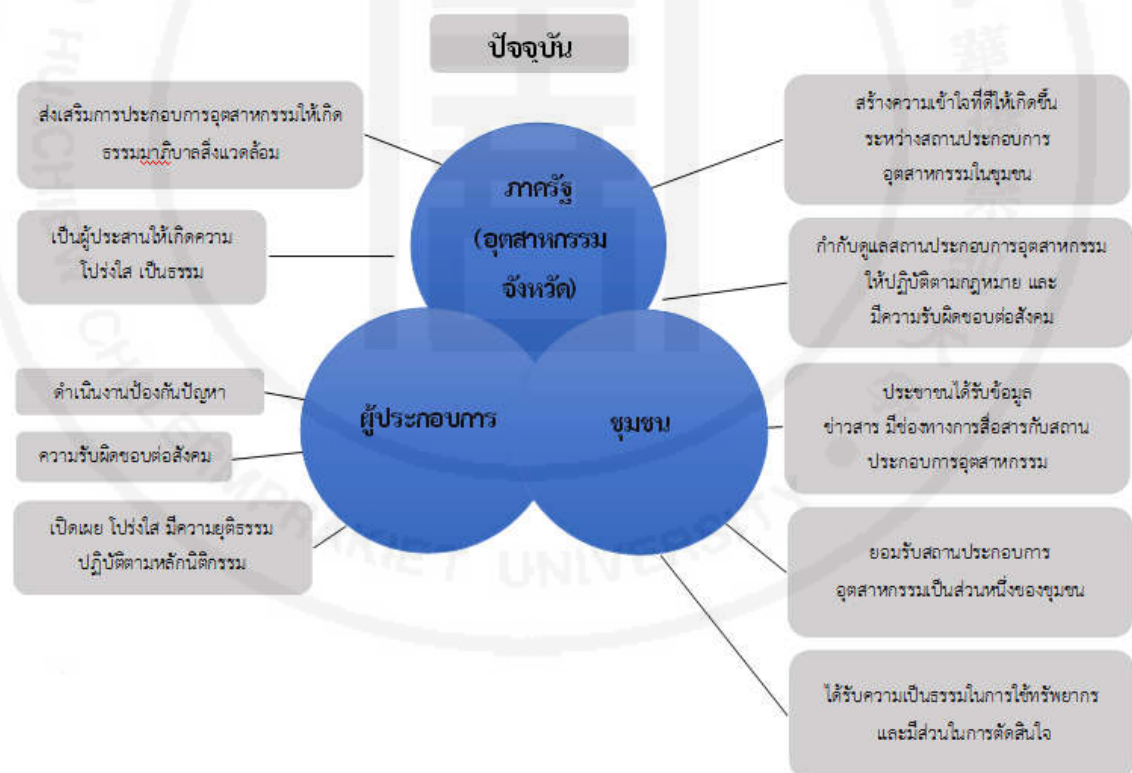 ปัจจุบัน
ส่งเสริมการประกอบการอุตสาหกรรมให้เกิด
ธรรมมาภิบาลสิ่งแวดล้อม
เป็นผู้ประสานให้เกิดความ
โปร่งใส เป็นธรรม
ภาครัฐ
(อุตสาหกรรม
จังหวัด)
สร้างความเข้าใจที่ดีให้เกิดขึ้น
ระหว่างสถานประกอบการ
อุตสาหกรรมในชุมชน
กำกับดูแลสถานประกอบการอุตสาหกรรม
ให้ปฏิบัติตามกฎหมาย และ
มีความรับผิดชอบต่อสังคม
ดำเนินงานป้องกันปัญหา
ความรับผิดชอบต่อสังคม
เปิดเผย โปร่งใส มีความยุติธรรม
ปฏิบัติตามหลักนิติกรรม
ผู้ประกอบการ
ชุมชน
ประชาชนได้รับข้อมูล
ข่าวสาร มีช่องทางการสื่อสารกับสถาน
ประกอบการอุตสาหกรรม
ยอมรับสถานประกอบการ
อุตสาหกรรมเป็นส่วนหนึ่งของชุมชน
ได้รับความเป็นธรรมในการใช้ทรัพยากร
และมีส่วนในการตัดสินใจ
HUACHIEW CHALERMPRAKIET UNIVERSITY